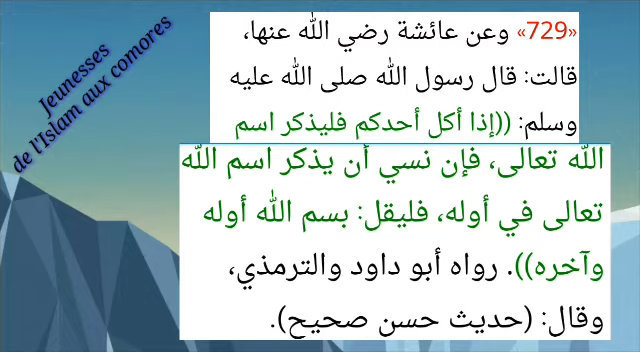 Jeunesses
de l'Islam aux comores
«729» وعن عائشة رضي الله عنها،
قالت: قال رسول الله صلى الله عليه
وسلم: ((إذا أكل أحدكم فليذكر اسم
الله تعالى، فإن نسي أن يذكر اسم الله
تعالى في أوله، فليقل: بسم الله أوله
وآخره)). رواه أبو داود والترمذي،
وقال: (حديث حسن صحيح).